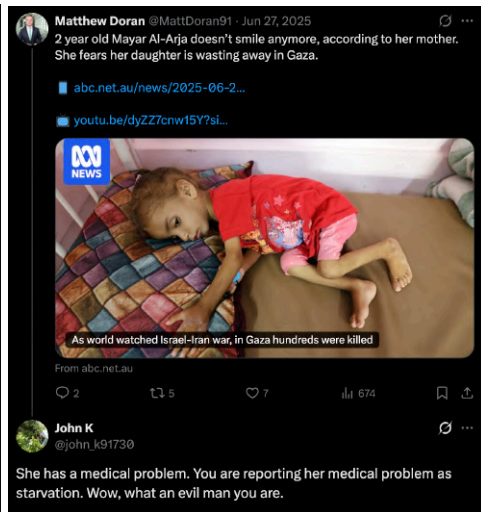 Matthew Doran @MattDoran91 · Jun 27, 2025
2 year old Mayar Al-Arja doesn't smile anymore, according to her mother.
She fears her daughter is wasting away in Gaza.
abc.net.au/news/2025-06-2...
youtu.be/dyZZ7cnw15Y?si...
NEWS
As world watched Israel-Iran war, in Gaza hundreds were killed
From abc.net.au
2 5 7 674
John K
@john_k91730
She has a medical problem. You are reporting her medical problem as
starvation. Wow, what an evil man you are.